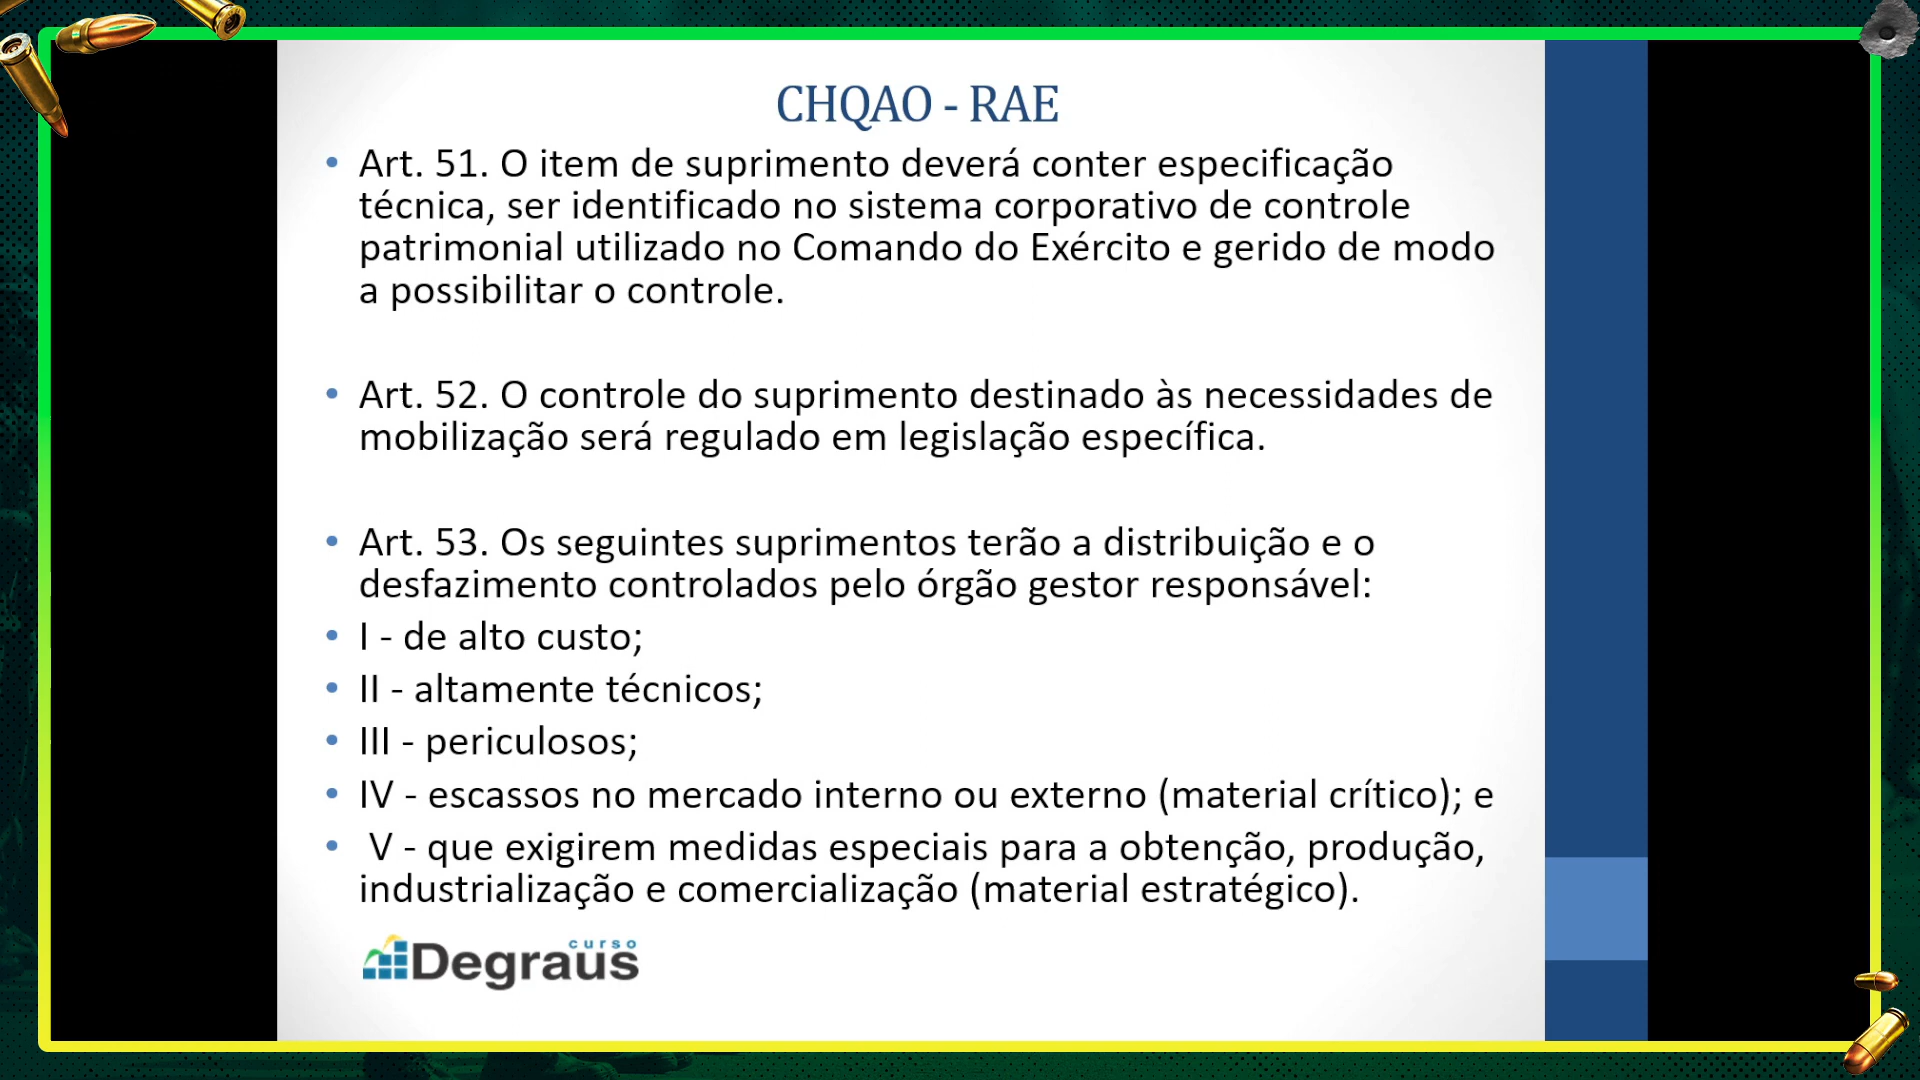 CHQAO - RAE
• Art. 51. O item de suprimento deverá conter especificação
técnica, ser identificado no sistema corporativo de controle
patrimonial utilizado no Comando do Exército e gerido de modo
a possibilitar o controle.
• Art. 52. O controle do suprimento destinado às necessidades de
mobilização será regulado em legislação específica.
• Art. 53. Os seguintes suprimentos terão a distribuição e o
desfazimento controlados pelo órgão gestor responsável:
• I - de alto custo;
• II - altamente técnicos;
• III - periculosos;
• IV - escassos no mercado interno ou externo (material crítico); e
• V - que exigirem medidas especiais para a obtenção, produção,
industrialização e comercialização (material estratégico).
curso
Degraus